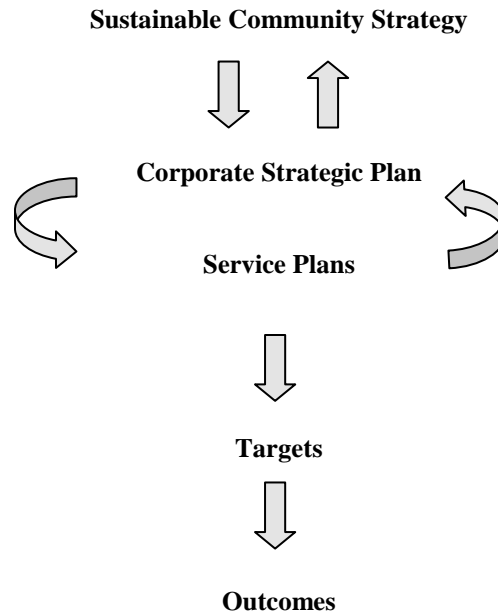 Sustainable Community Strategy
Corporate Strategic Plan
Service Plans
Targets
Outcomes